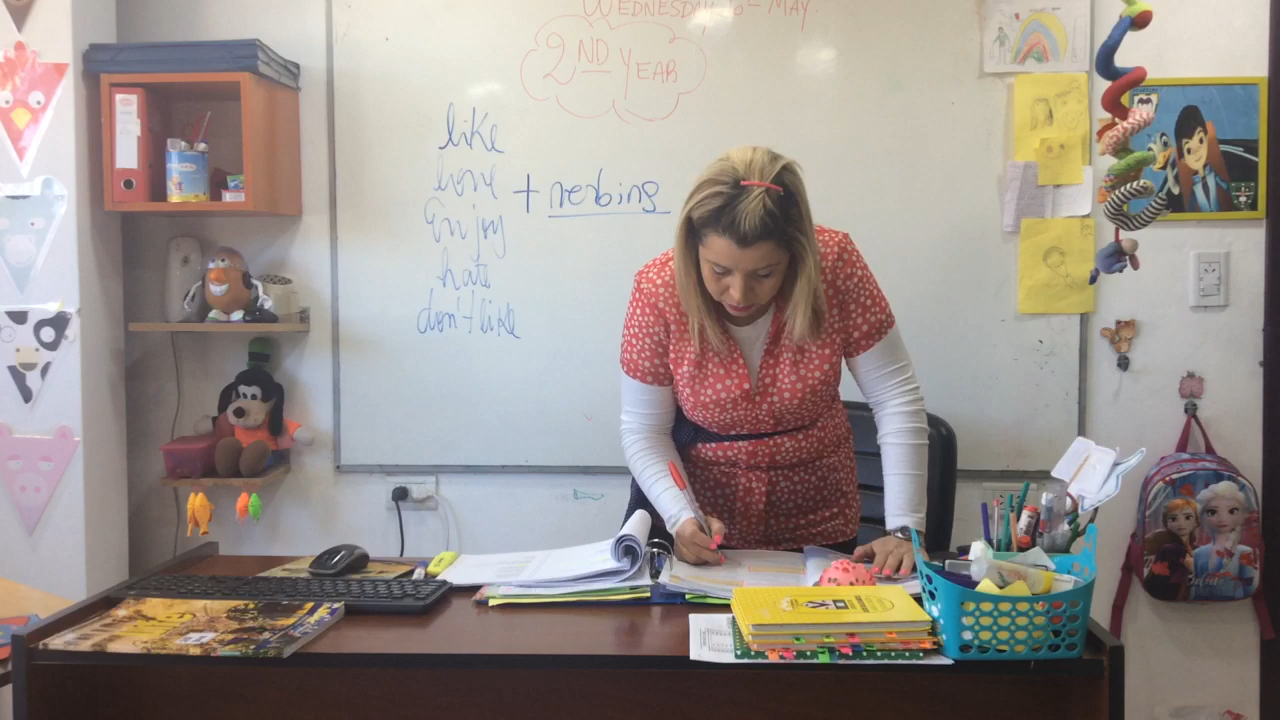 WEDNESDAY
MAY.
2ND YEAR
like
love
Enjoy
hate
don't like
+ verbing